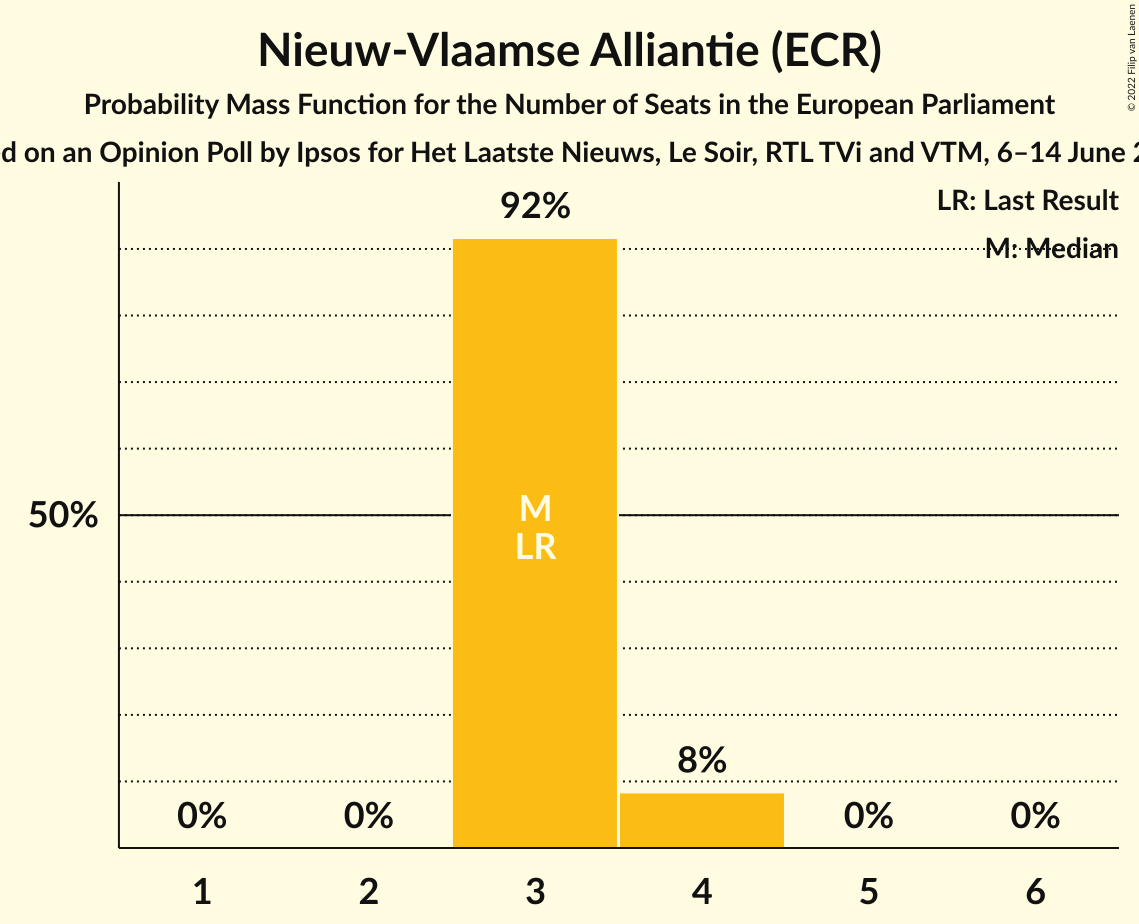 Nieuw-Vlaamse Alliantie (ECR)
Probability Mass Function for the Number of Seats in the European Parliament
d on an Opinion Poll by Ipsos for Het Laatste Nieuws, Le Soir, RTL TVi and VTM, 6–14 June 2
© 2022 Filip van Laenen
LR: Last Result
M: Median
92%
50%
M
LR
8%
0% 0% 0% 0%
1 2 3 4 5 6